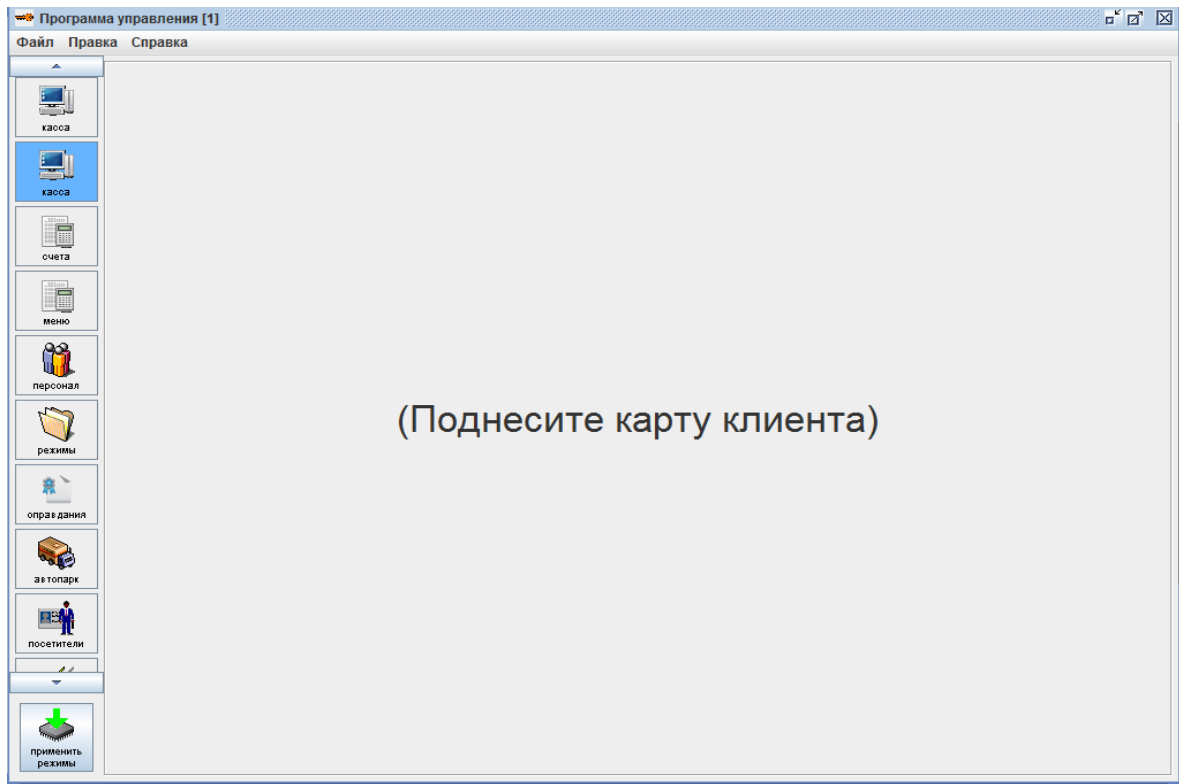 Программа управления [1]
Файл Правка Справка
касса
касса
счета
меню
персонал
режимы
оправдания
автопарк
посетители
применить
режимы
(Поднесите карту клиента)